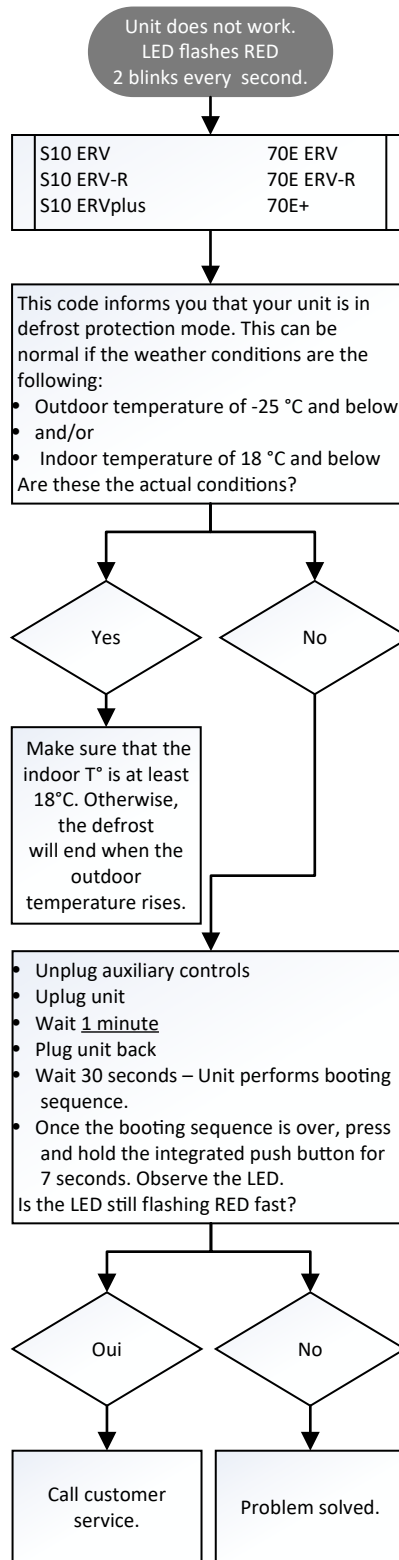 Unit does not work.
LED flashes RED
2 blinks every second.
S10 ERV 70E ERV
S10 ERV-R 70E ERV-R
S10 ERVplus 70E+
This code informs you that your unit is in
defrost protection mode. This can be
normal if the weather conditions are the
following:
• Outdoor temperature of -25 °C and below
• and/or
• Indoor temperature of 18 °C and below
Are these the actual conditions?
Yes
No
Make sure that the
indoor T° is at least
18°C. Otherwise,
the defrost
will end when the
outdoor
temperature rises.
• Unplug auxiliary controls
• Uplug unit
• Wait 1 minute
• Plug unit back
• Wait 30 seconds – Unit performs booting
sequence.
• Once the booting sequence is over, press
and hold the integrated push button for
7 seconds. Observe the LED.
Is the LED still flashing RED fast?
Oui
No
Call customer
service.
Problem solved.